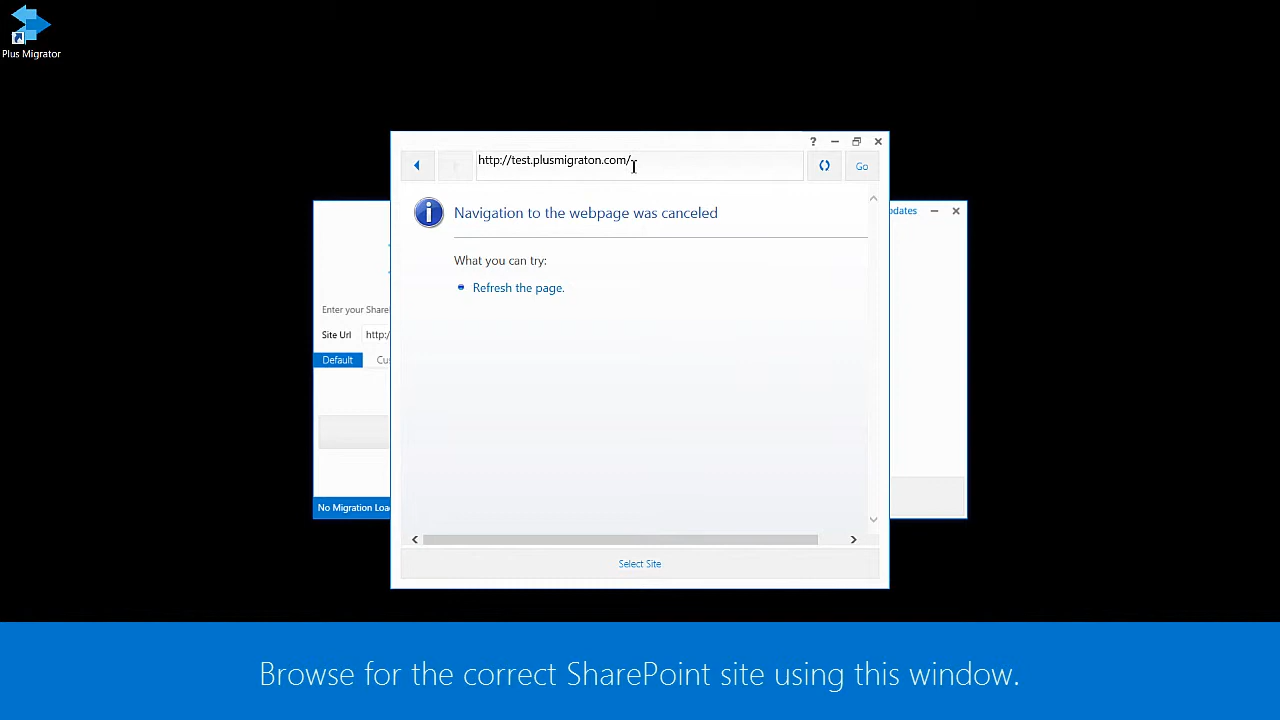 Plus Migrator
?
http://test.plusmigraton.com/
Go
Navigation to the webpage was canceled
What you can try:
Refresh the page.
dates
Enter your Share
Site Url http:/
Default Cu
No Migration Loa
Select Site
Browse for the correct SharePoint site using this window.